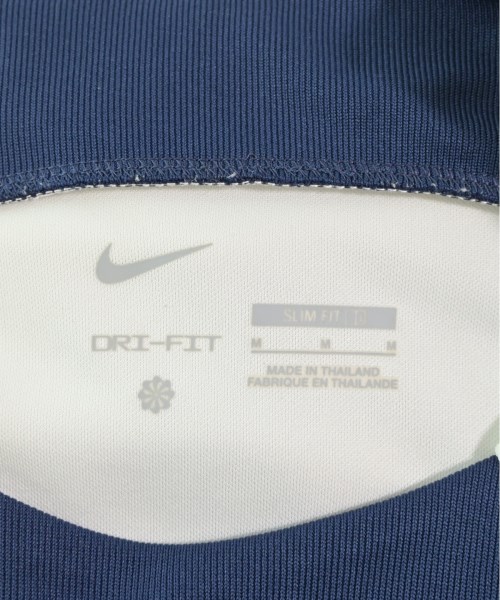 DRI-FIT
SLIM FIT
M M M
MADE IN THAILAND
FABRIQUE EN THAILANDE